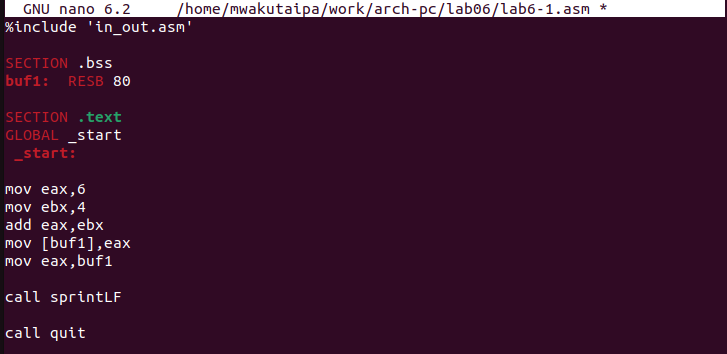 GNU nano 6.2 /home/mwakutaipa/work/arch-pc/lab06/lab6-1.asm *
%include 'in_out.asm'
SECTION .bss
buf1: RESB 80
SECTION .text
GLOBAL _start
_start:
mov eax,6
mov ebx,4
add eax,ebx
mov [buf1],eax
mov eax,buf1
call sprintLF
call quit